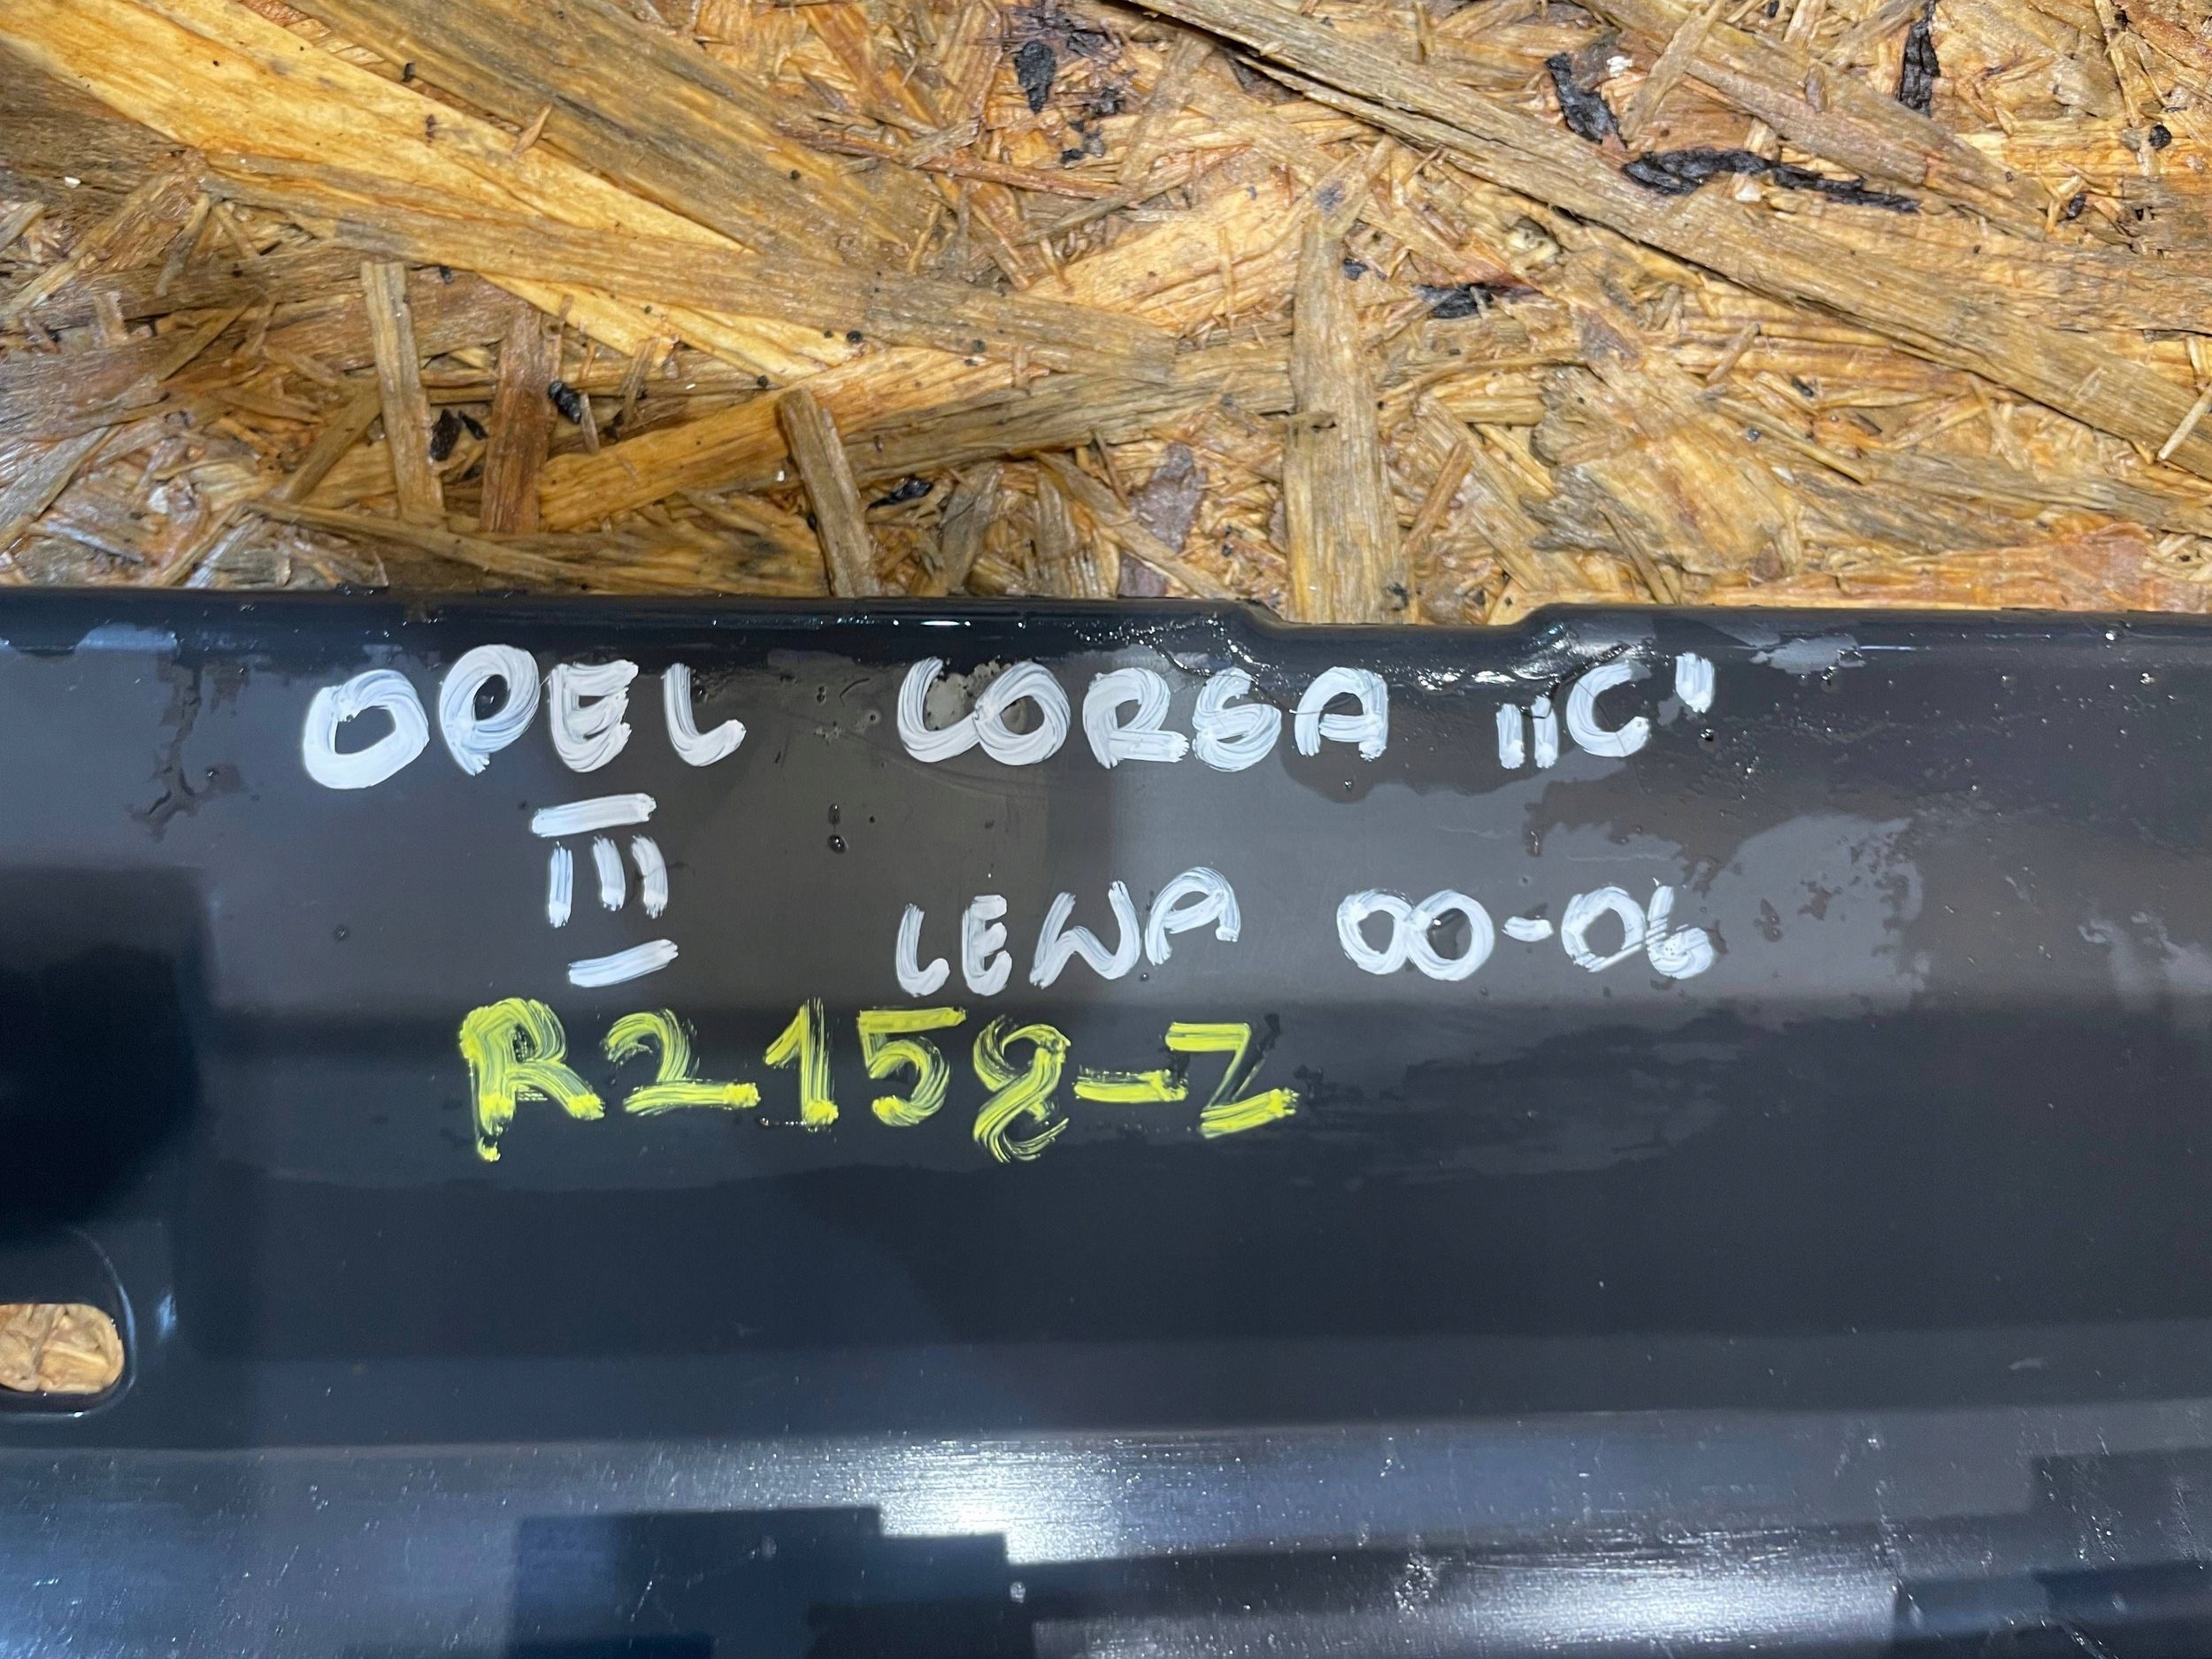 OPEL CORSA „C"
III LEWA 00-06
R2158-Z